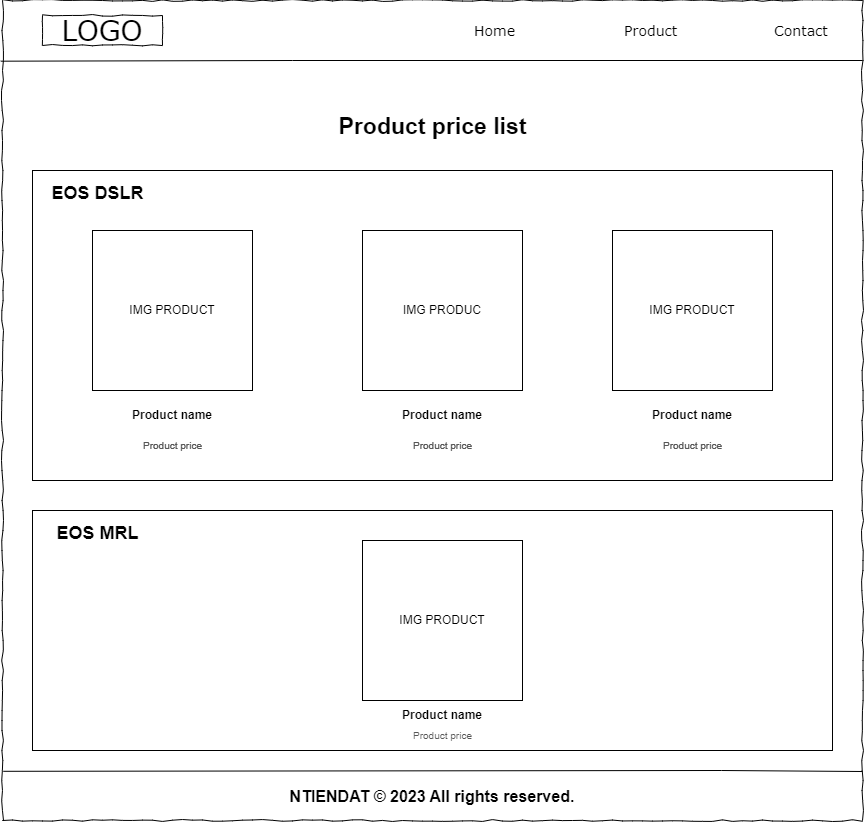 LOGO
Home Product Contact
Product price list
EOS DSLR
IMG PRODUCT IMG PRODUC IMG PRODUCT
Product name Product name Product name
Product price Product price Product price
EOS MRL
IMG PRODUCT
Product name
Product price
NTIENDAT © 2023 All rights reserved.